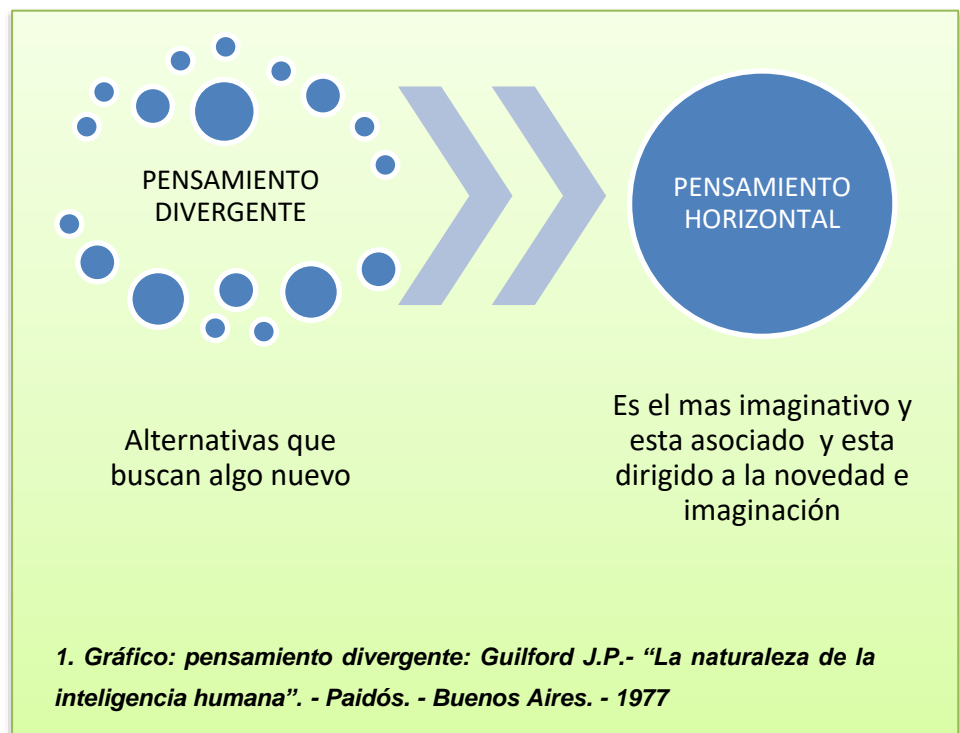 PENSAMIENTO
DIVERGENTE
PENSAMIENTO
HORIZONTAL
Alternativas que
buscan algo nuevo
Es el mas imaginativo y
esta asociado  y esta
dirigido a la novedad e
imaginación
1. Gráfico: pensamiento divergente: Guilford J.P.- “La naturaleza de la
inteligencia humana”. - Paidós. - Buenos Aires. - 1977